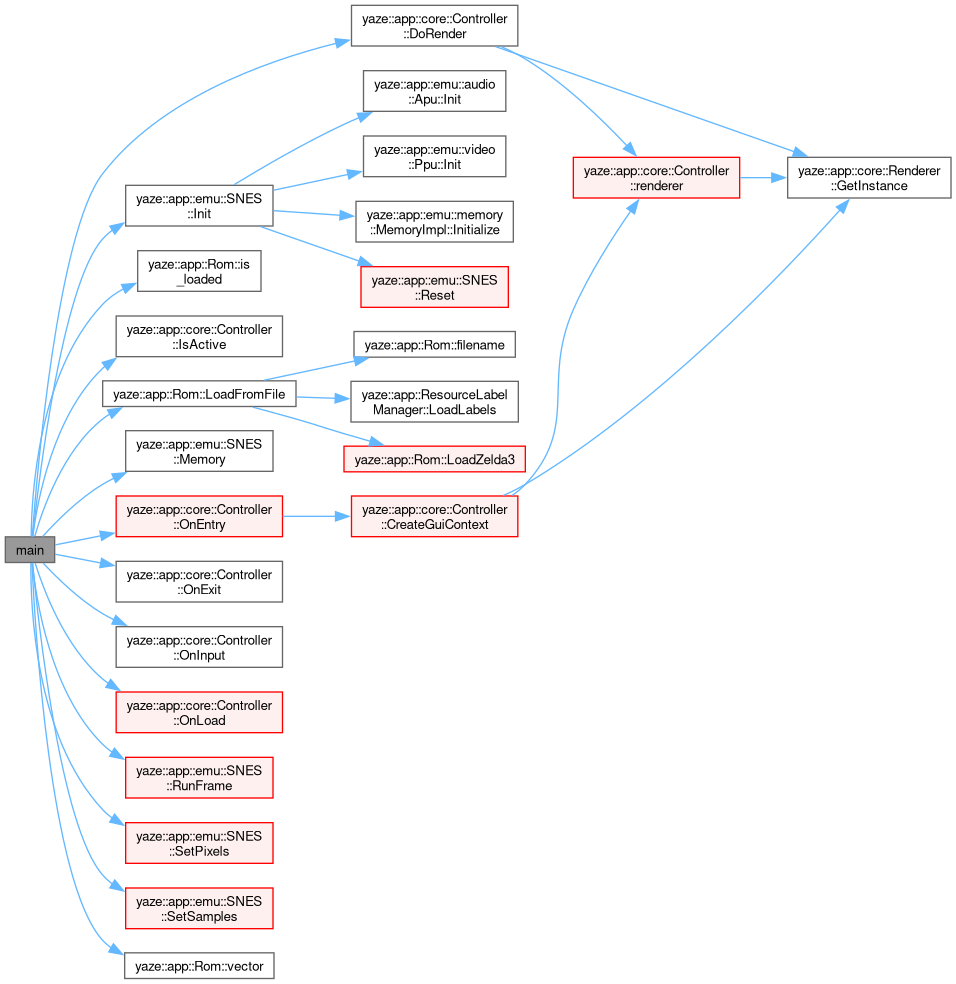 yaze::app::core::Controller
::DoRender
yaze::app::emu::audio
::Apu::Init
yaze::app::emu::video
::Ppu::Init
yaze::app::core::Controller
::renderer
yaze::app::core::Renderer
::GetInstance
yaze::app::emu::SNES
::Init
yaze::app::emu::memory
::MemoryImpl::Initialize
yaze::app::Rom::is
_loaded
yaze::app::emu::SNES
::Reset
yaze::app::core::Controller
::IsActive
yaze::app::Rom::filename
yaze::app::Rom::LoadFromFile
yaze::app::ResourceLabel
Manager::LoadLabels
yaze::app::emu::SNES
::Memory
yaze::app::Rom::LoadZelda3
yaze::app::core::Controller
::OnEntry
yaze::app::core::Controller
::CreateGuiContext
main
yaze::app::core::Controller
::OnExit
yaze::app::core::Controller
::OnInput
yaze::app::core::Controller
::OnLoad
yaze::app::emu::SNES
::RunFrame
yaze::app::emu::SNES
::SetPixels
yaze::app::emu::SNES
::SetSamples
yaze::app::Rom::vector